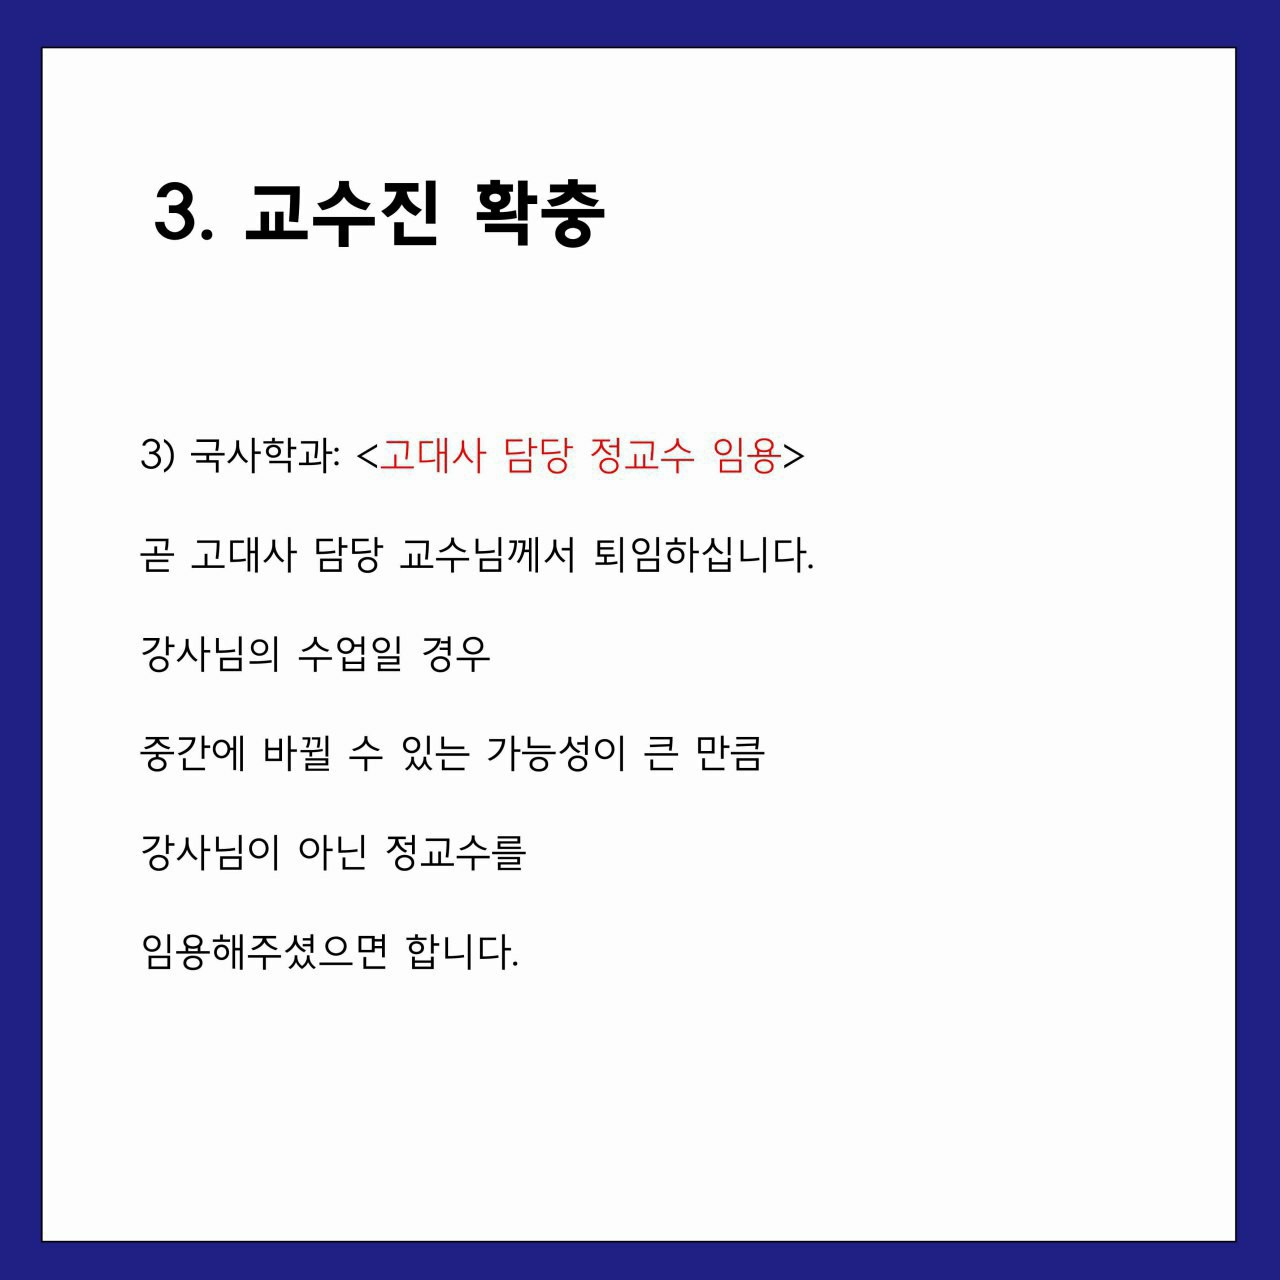 3. 교수진 확충
3) 국사학과: <고대사 담당 정교수 임용>
곧 고대사 담당 교수님께서 퇴임하십니다.
강사님의 수업일 경우
중간에 바뀔 수 있는 가능성이 큰 만큼
강사님이 아닌 정교수를
임용해주셨으면 합니다.